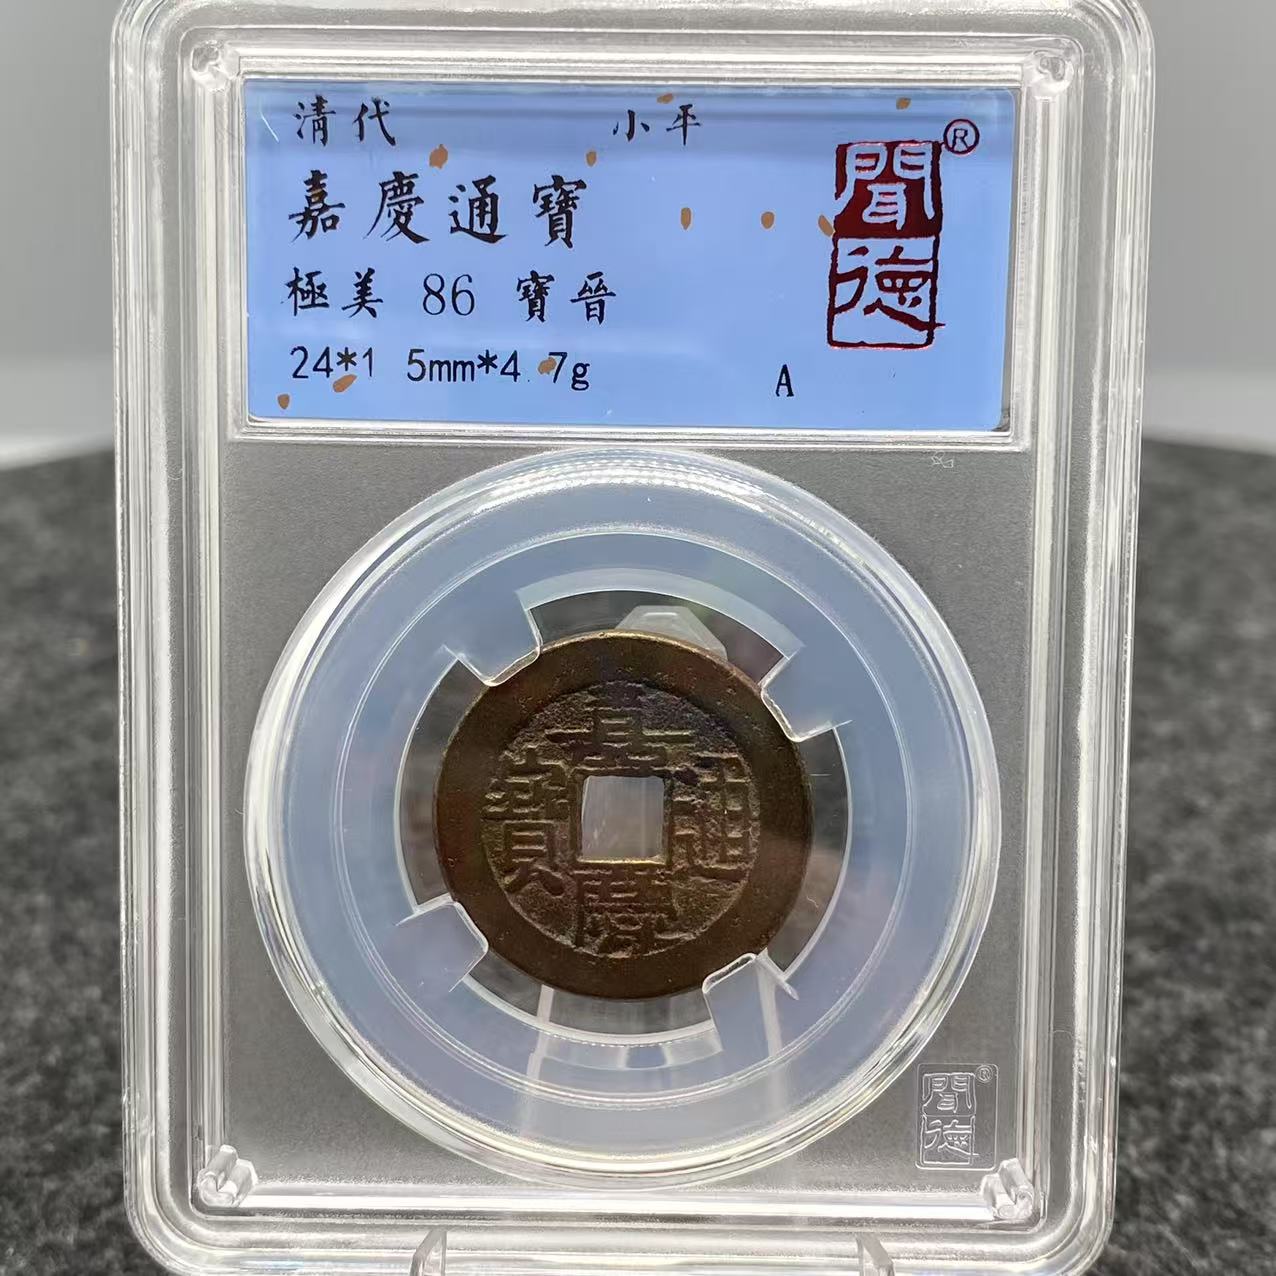 清代 小平
嘉慶通寶
極美 86 寶晉
24*1 5mm*4 7g
A
聞德®
嘉慶通寶
聞德®